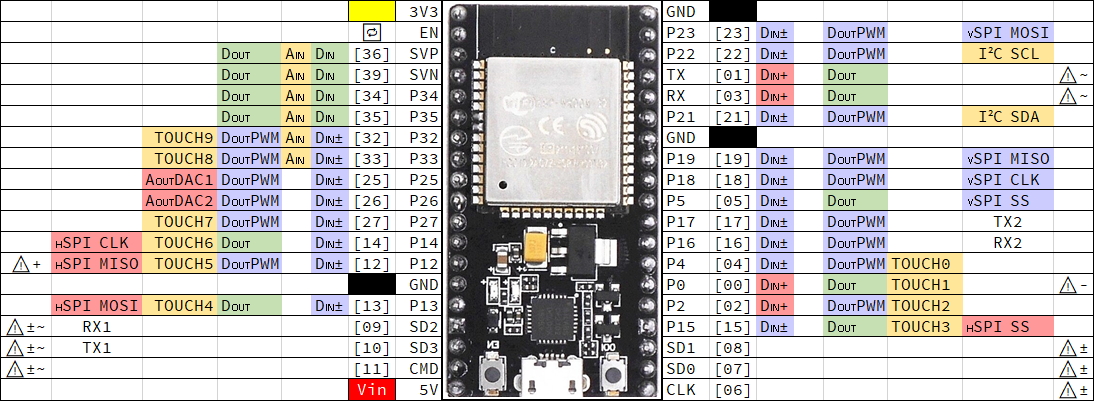 3V3 GND
EN P23 [23] DIN± DOUTPWM VSPI MOSI
DOUT AIN DIN [36] SVP P22 [22] DIN± DOUTPWM I²C SCL
DOUT AIN DIN [39] SVN TX [01] DIN+ DOUT ⚠~
DOUT AIN DIN [34] P34 RX [03] DIN+ DOUT ⚠~
DOUT AIN DIN [35] P35 P21 [21] DIN± DOUTPWM I²C SDA
TOUCH9 DOUTPWM AIN DIN± [32] P32 GND
TOUCH8 DOUTPWM AIN DIN± [33] P33 P19 [19] DIN± DOUTPWM VSPI MISO
AOUTDAC1 DOUTPWM DIN± [25] P25 P18 [18] DIN± DOUTPWM VSPI CLK
AOUTDAC2 DOUTPWM DIN± [26] P26 P5 [05] DIN± DOUT VSPI SS
TOUCH7 DOUTPWM DIN± [27] P27 P17 [17] DIN± DOUTPWM TX2
HSPI CLK TOUCH6 DOUT DIN± [14] P14 P16 [16] DIN± DOUTPWM RX2
⚠+ HSPI MISO TOUCH5 DOUTPWM DIN± [12] P12 P4 [04] DIN± DOUTPWM TOUCH0
GND P0 [00] DIN+ DOUT TOUCH1 ⚠-
HSPI MOSI TOUCH4 DOUT DIN± [13] P13 P2 [02] DIN+ DOUTPWM TOUCH2
⚠±~ RX1 [09] SD2 P15 [15] DIN± DOUT TOUCH3 HSPI SS
⚠±~ TX1 [10] SD3 SD1 [08] ⚠±
⚠±~ [11] CMD SD0 [07] ⚠±
Vin 5V CLK [06] ⚠±
CE